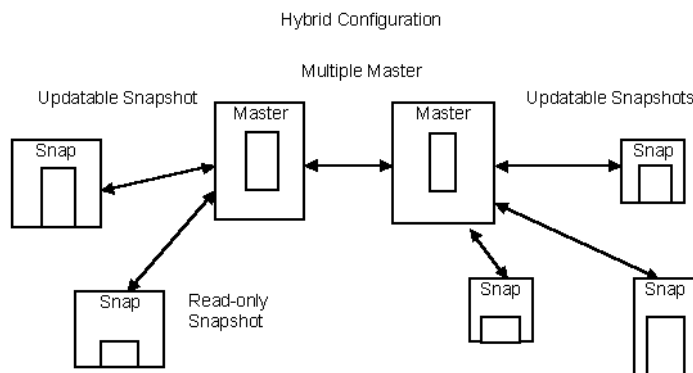 Hybrid Configuration
Multiple Master
Updatable Snapshot
Updatable Snapshots
Master
Master
Snap
Snap
Snap
Read-only
Snapshot
Snap
Snap